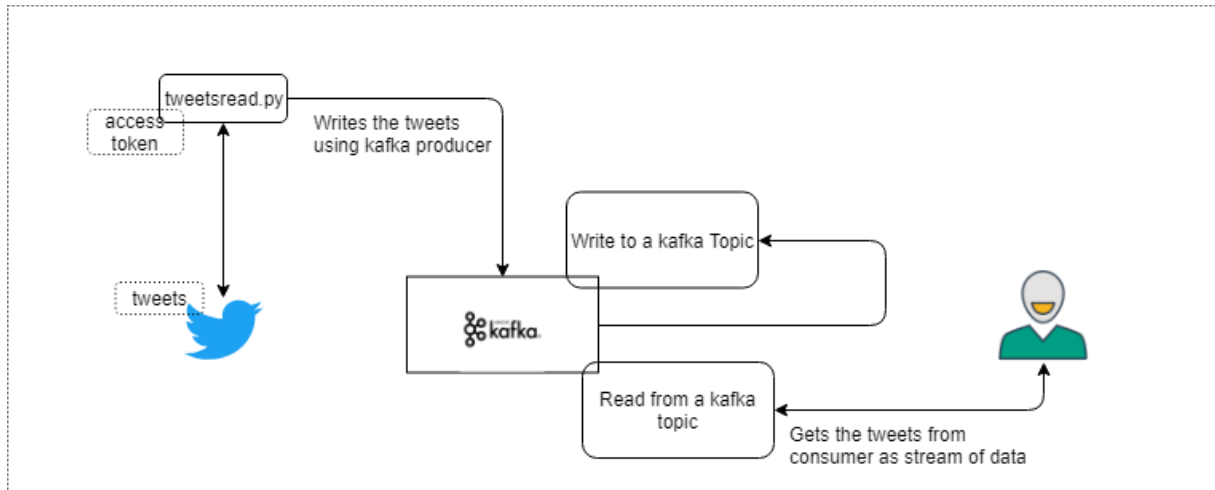 tweetsread.py
access
token
Writes the tweets
using kafka producer
Write to a kafka Topic
tweets
kafka
Read from a kafka
topic
Gets the tweets from
consumer as stream of data